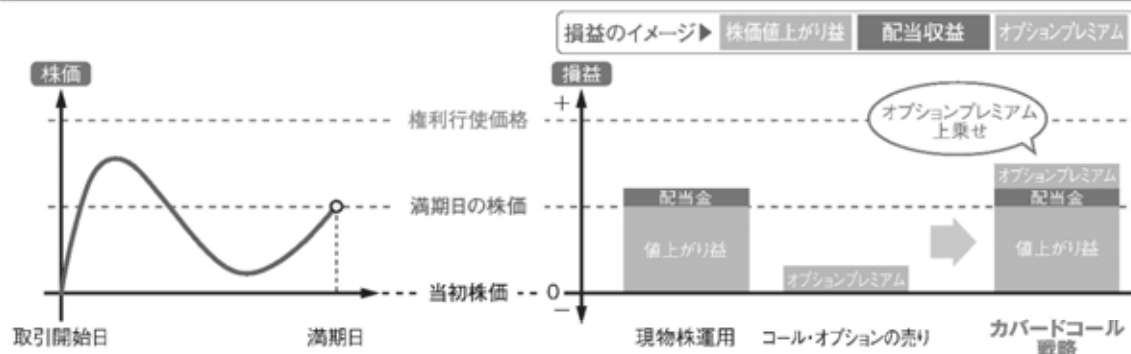 損益のイメージ▶ 株価値上がり益 配当収益 オプションプレミアム
株価
損益
+
権利行使価格
オプションプレミアム
上乗せ
オプションプレミアム
配当金
配当金
満期日の株価
値上がり益
値上がり益
オプションプレミアム
当初株価
0
−
取引開始日
満期日
現物株運用
コール・オプションの売り
カバードコール
戦略